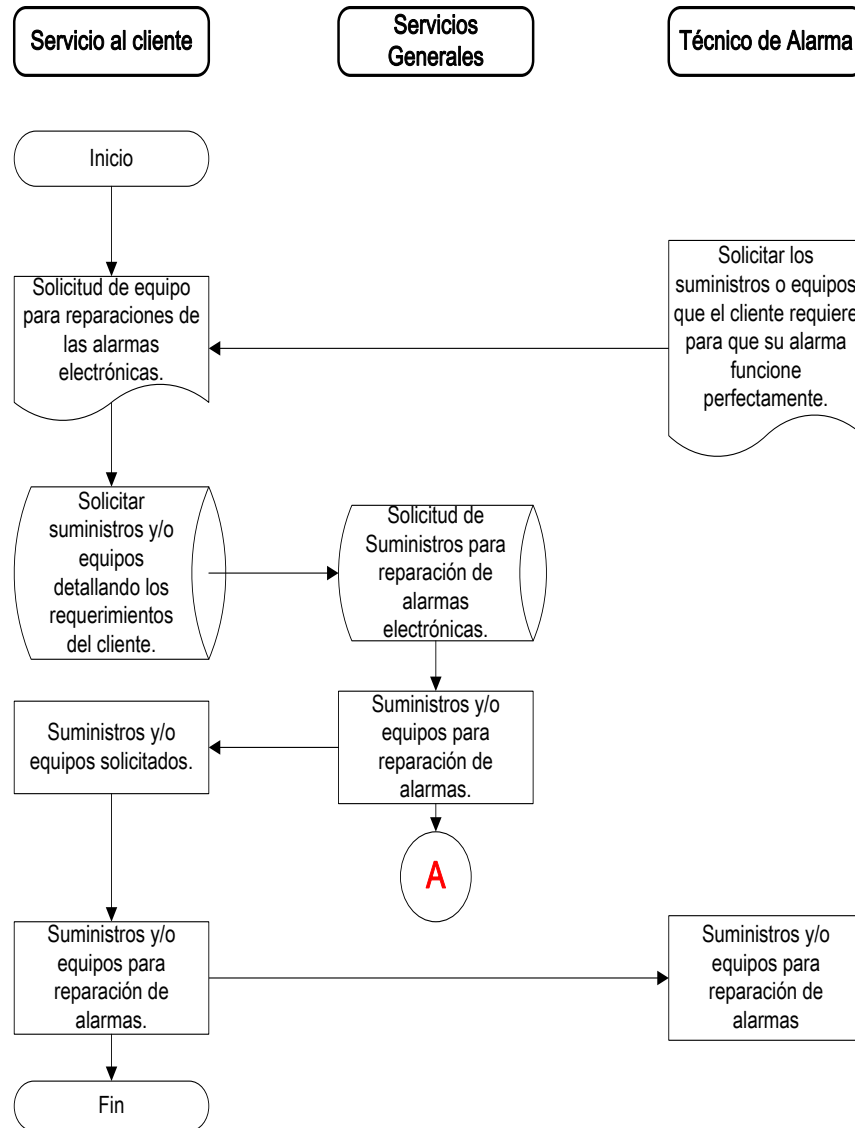 Servicio al cliente
Servicios
Generales
Técnico de Alarma
Inicio
Solicitud de equipo
para reparaciones de
las alarmas
electrónicas.
Solicitar los
suministros o equipos
que el cliente requiere
para que su alarma
funcione
perfectamente.
Solicitar
suministros y/o
equipos
detallando los
requerimientos
del cliente.
Solicitud de
Suministros para
reparación de
alarmas
electrónicas.
Suministros y/o
equipos solicitados.
Suministros y/o
equipos para
reparación de
alarmas.
A
Suministros y/o
equipos para
reparación de
alarmas.
Suministros y/o
equipos para
reparación de
alarmas
Fin